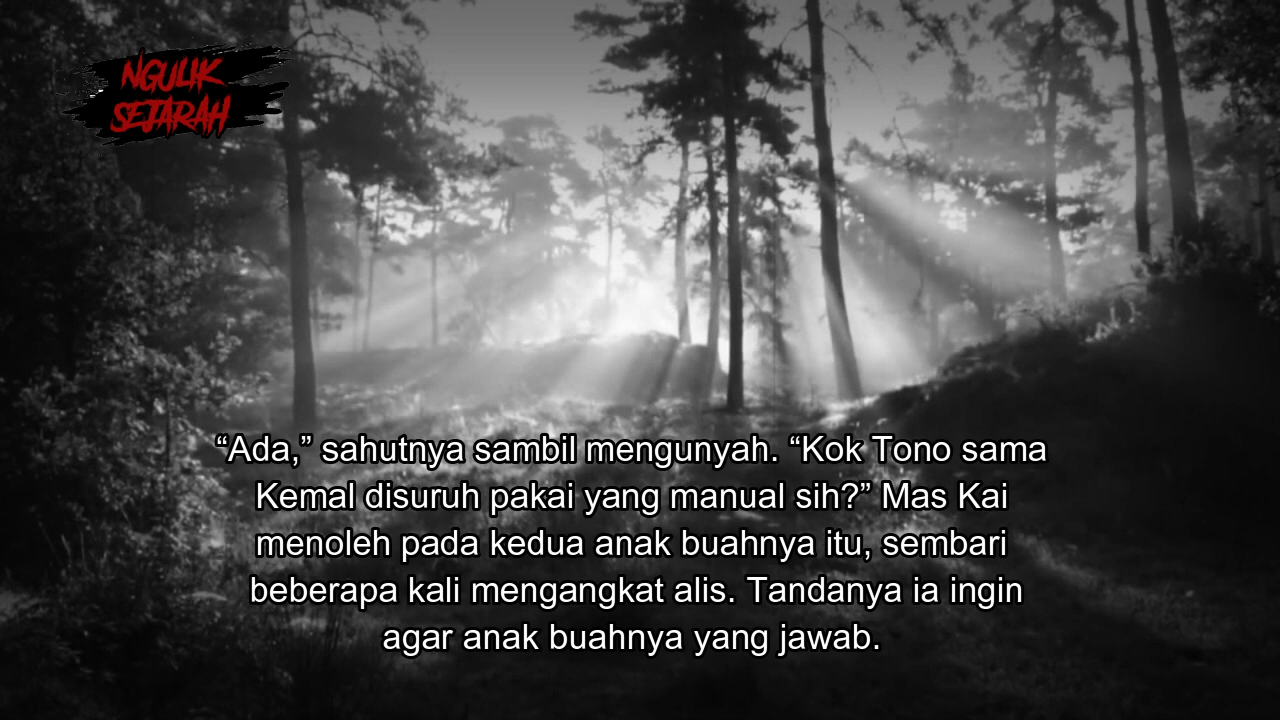 NGULIK
SEJARAH
“Ada,” sahutnya sambil mengunyah. “Kok Tono sama
Kemal disuruh pakai yang manual sih?” Mas Kai
menoleh pada kedua anak buahnya itu, sembari
beberapa kali mengangkat alis. Tandanya ia ingin
agar anak buahnya yang jawab.